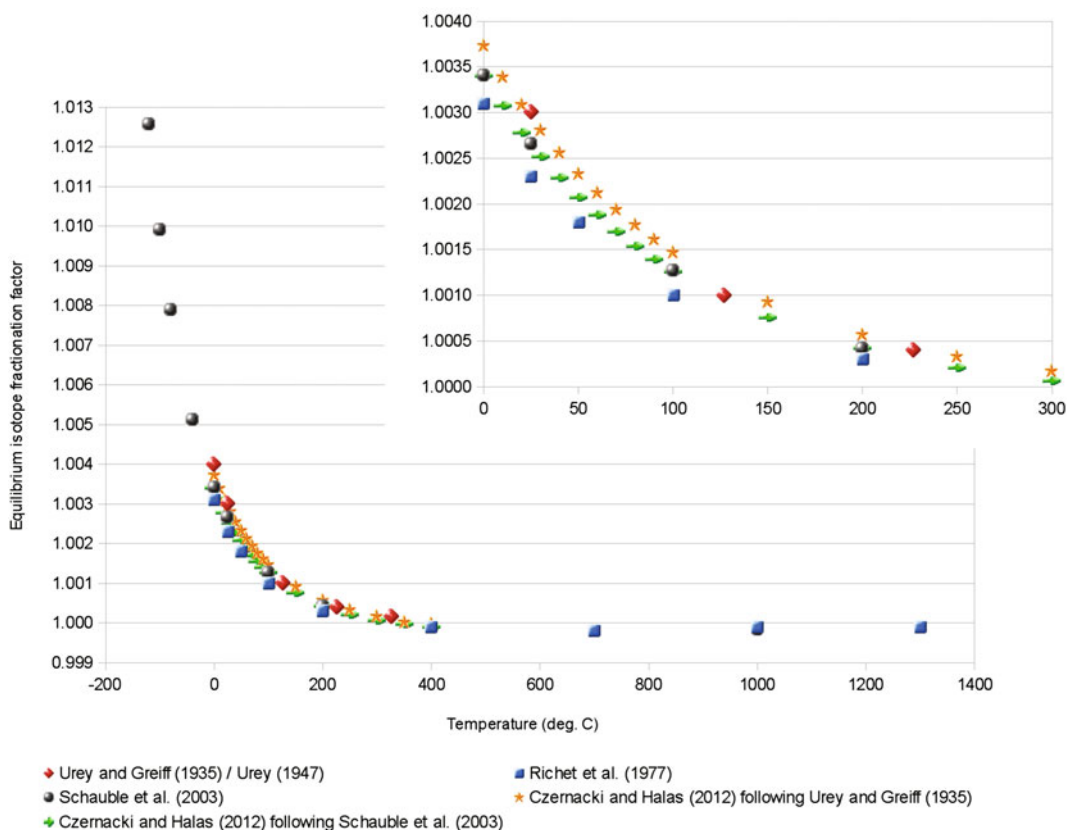 1.0040
1.0035
1.0030
1.0025
1.0020
1.0015
1.0010
1.0005
1.0000
0 50 100 150 200 250 300
1.013
1.012
1.011
1.010
1.009
1.008
1.007
1.006
1.005
1.004
1.003
1.002
1.001
1.000
0.999
-200 0 200 400 600 800 1000 1200 1400
Equilibrium isotope fractionation factor
Temperature (deg. C)
Urey and Greiff (1935) / Urey (1947)
Richet et al. (1977)
Schauble et al. (2003)
Czernacki and Halas (2012) following Urey and Greiff (1935)
Czernacki and Halas (2012) following Schauble et al. (2003)